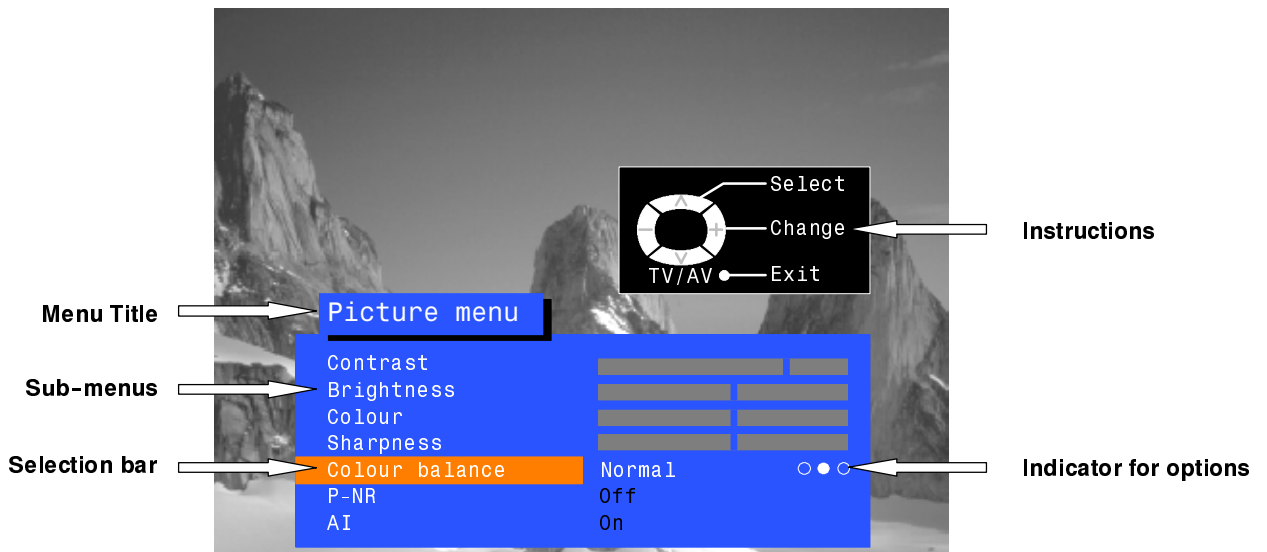 Select
Change
TV/AV Exit
Instructions
Menu Title
Picture menu
Contrast
Sub-menus
Brightness
Colour
Sharpness
Selection bar
Colour balance Normal
Indicator for options
P-NR Off
AI On